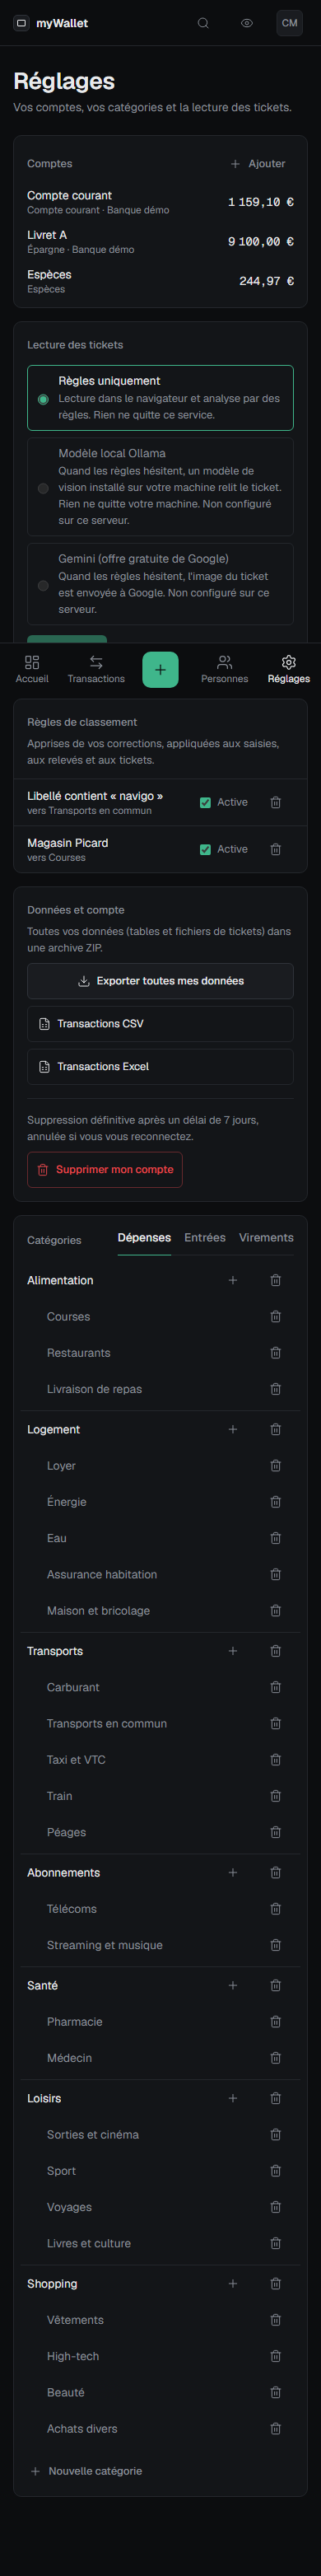 myWallet
CM
Réglages
Vos comptes, vos catégories et la lecture des tickets.
Comptes
Ajouter
Compte courant
1 159,10 €
Compte courant · Banque démo
Livret A
9 100,00 €
Épargne · Banque démo
Espèces
244,97 €
Espèces
Lecture des tickets
Règles uniquement
Lecture dans le navigateur et analyse par des
règles. Rien ne quitte ce service.
Modèle local Ollama
Quand les règles hésitent, un modèle de
vision installé sur votre machine relit le ticket.
Rien ne quitte votre machine. Non configuré
sur ce serveur.
Gemini (offre gratuite de Google)
Quand les règles hésitent, l'image du ticket
est envoyée à Google. Non configuré sur ce
serveur.
Accueil
Transactions
Personnes
Réglages
Règles de classement
Apprises de vos corrections, appliquées aux saisies,
aux relevés et aux tickets.
Libellé contient « navigo »
vers Transports en commun
Active
Magasin Picard
vers Courses
Active
Données et compte
Toutes vos données (tables et fichiers de tickets) dans
une archive ZIP.
Exporter toutes mes données
Transactions CSV
Transactions Excel
Suppression définitive après un délai de 7 jours,
annulée si vous vous reconnectez.
Supprimer mon compte
Catégories
Dépenses
Entrées
Virements
Alimentation
Courses
Restaurants
Livraison de repas
Logement
Loyer
Énergie
Eau
Assurance habitation
Maison et bricolage
Transports
Carburant
Transports en commun
Taxi et VTC
Train
Péages
Abonnements
Télécoms
Streaming et musique
Santé
Pharmacie
Médecin
Loisirs
Sorties et cinéma
Sport
Voyages
Livres et culture
Shopping
Vêtements
High-tech
Beauté
Achats divers
Nouvelle catégorie